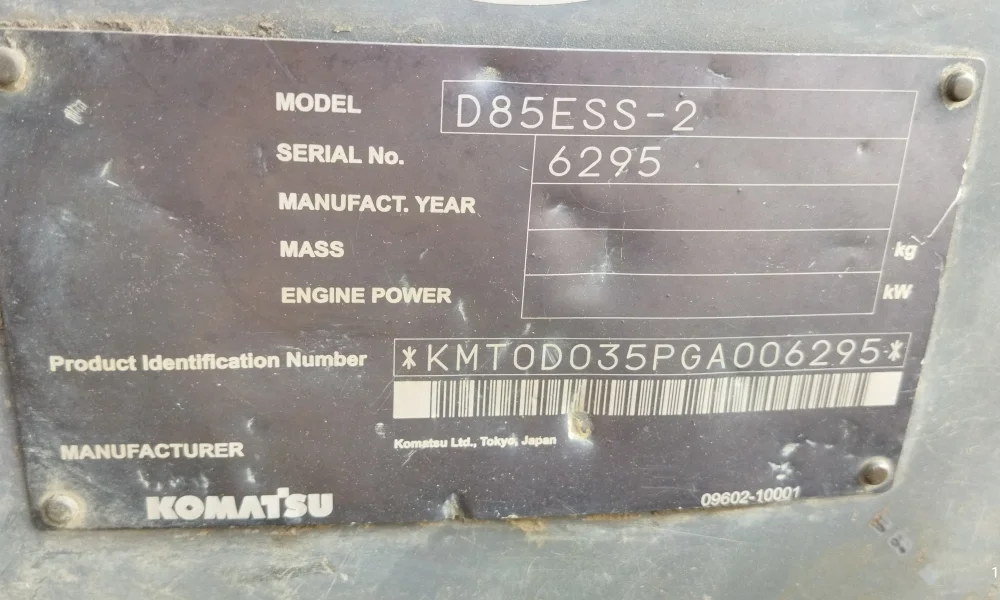 MODEL D85ESS-2
SERIAL No. 6295
MANUFACT. YEAR
MASS kg
ENGINE POWER kW
Product Identification Number *KMT0D035PGA006295*
Komatsu Ltd., Tokyo, Japan
MANUFACTURER
KOMATSU
09602-10001
1